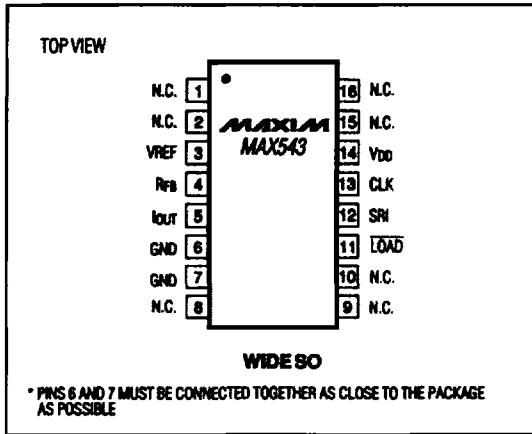 TOP VIEW
N.C. 1 16 N.C.
N.C. 2 MAXIM 15 N.C.
VREF 3 MAX543 14 VDD
RFB 4 13 CLK
IOUT 5 12 SRI
GND 6 11 LOAD
GND 7 10 N.C.
N.C. 8 9 N.C.
WIDE SO
* PINS 6 AND 7 MUST BE CONNECTED TOGETHER AS CLOSE TO THE PACKAGE
AS POSSIBLE